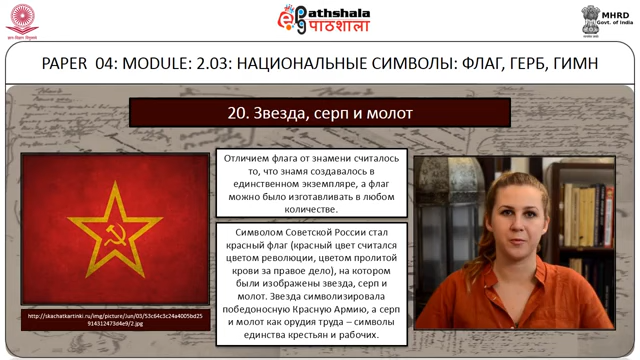 Pathshala
पाठशाला
MHRD
Govt. of India
PAPER 04: MODULE: 2.03: НАЦИОНАЛЬНЫЕ СИМВОЛЫ: ФЛАГ, ГЕРБ, ГИМН
20. Звезда, серп и молот
Отличием флага от знамени считалось
то, что знамя создавалось в
единственном экземпляре, а флаг
можно было изготавливать в любом
количестве.
Символом Советской России стал
красный флаг (красный цвет считался
цветом революции, цветом пролитой
крови за правое дело), на котором
были изображены звезда, серп и
молот. Звезда символизировала
победоносную Красную Армию, а серп
и молот как орудия труда – символы
единства крестьян и рабочих.
http://skachatkartinki.ru/img/picture/Jun/03/53c64c3c24a4005bd25
914312473d4e9/2.jpg